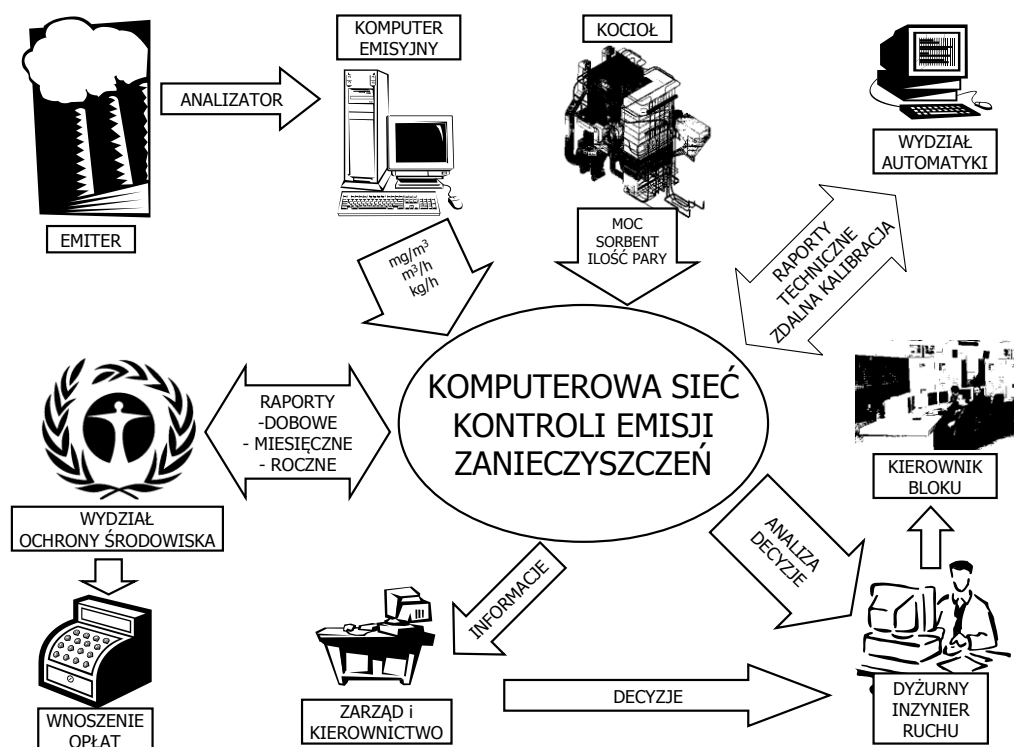 KOMPUTER
EMISYJNY
KOCIOŁ
ANALIZATOR
WYDZIAŁ
AUTOMATYKI
EMITER
MOC
SORBENT
ILOŚĆ PARY
mg/m³
m³/h
kg/h
RAPORTY
TECHNICZNE
ZDALNA KALIBRACJA
KOMPUTEROWA SIEĆ
KONTROLI EMISJI
ZANIECZYSZCZEŃ
RAPORTY
-DOBOWE
- MIESIĘCZNE
- ROCZNE
KIEROWNIK
BLOKU
WYDZIAŁ
OCHRONY ŚRODOWISKA
ANALIZA
DECYZJE
INFORMACJE
DECYZJE
WNOSZENIE
OPŁAT
ZARZĄD i
KIEROWNICTWO
DYŻURNY
INZYNIER
RUCHU